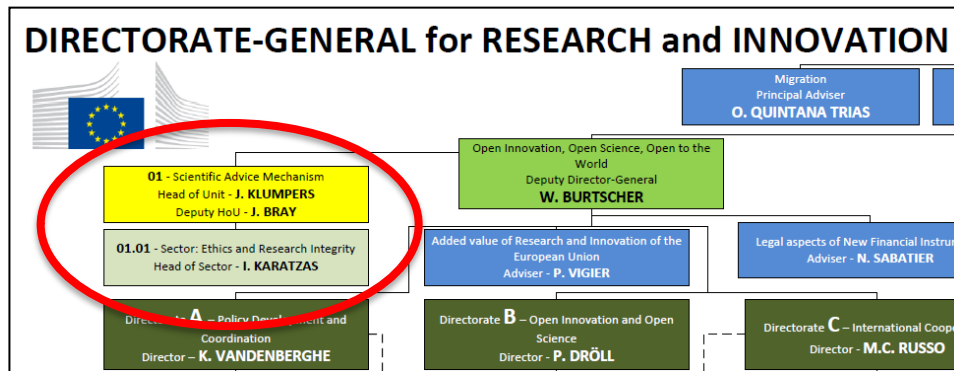 DIRECTORATE-GENERAL for RESEARCH and INNOVATION
Migration
Principal Adviser
O. QUINTANA TRIAS
Open Innovation, Open Science, Open to the
World
Deputy Director-General
W. BURTSCHER
01 - Scientific Advice Mechanism
Head of Unit - J. KLUMPERS
Deputy HoU - J. BRAY
01.01 - Sector: Ethics and Research Integrity
Head of Sector - I. KARATZAS
Added value of Research and Innovation of the
European Union
Adviser - P. VIGIER
Legal aspects of New Financial
Adviser - N. SABATIER
Directorate A – Policy Development and
Coordination
Director – K. VANDENBERGHE
Directorate B – Open Innovation and Open
Science
Director - P. DRÖLL
Directorate C – International
Director - M.C. RUSSO